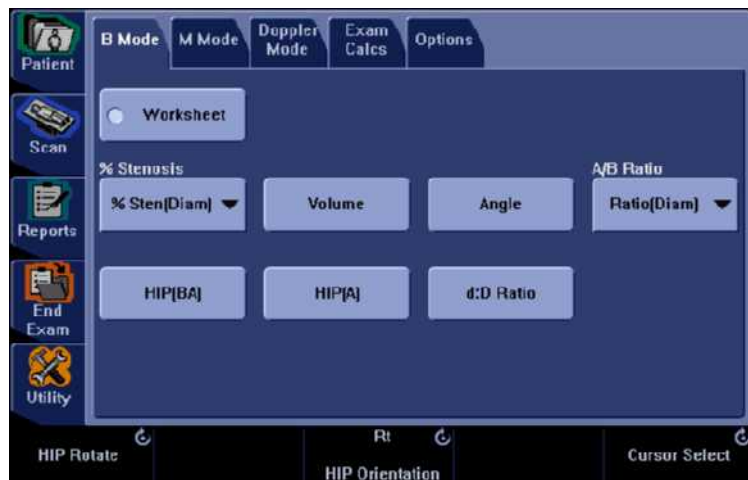 Patient
B Mode
M Mode
Doppler
Mode
Exam
Calcs
Options
Scan
Worksheet
% Stenosis
A/B Ratio
% Sten(Diam)
Volume
Angle
Ratio(Diam)
Reports
HIP(BA)
HIP(A)
d:D Ratio
End
Exam
Utility
HIP Rotate
Rt
HIP Orientation
Cursor Select